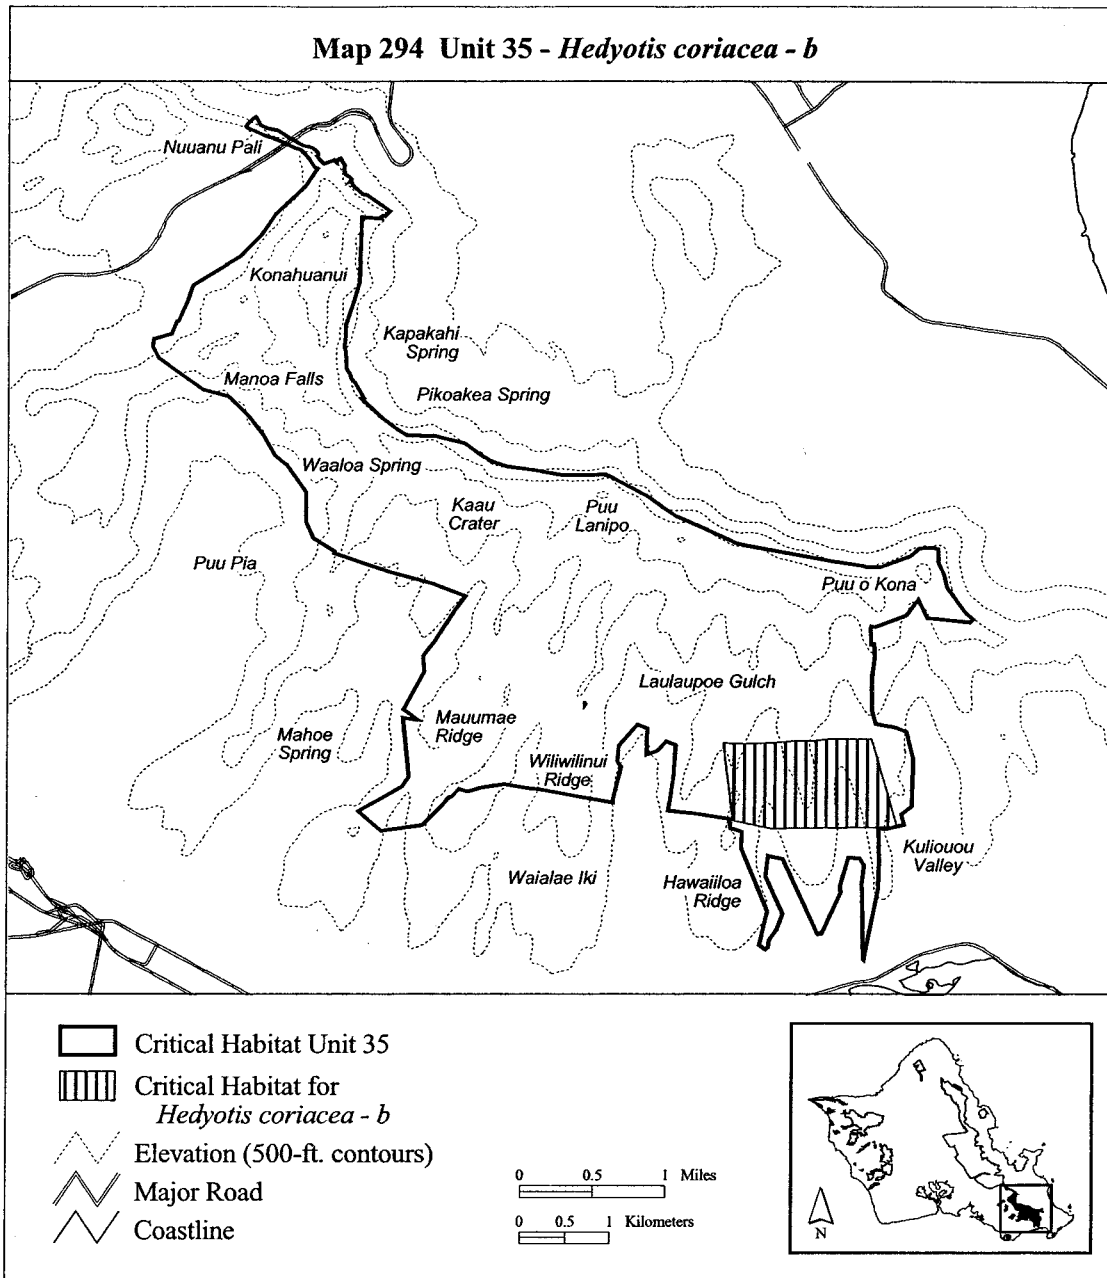 Map 294 Unit 35 - Hedyotis coriacea - b
Nuuanu Pali
Konahuanui
Kapakahi
Spring
Manoa Falls
Pikoakea Spring
Waaloa Spring
Kaau
Crater
Puu
Lanipo
Puu Pia
Puu o Kona
Laulaupoe Gulch
Mauumae
Ridge
Mahoe
Spring
Wiliwilinui
Ridge
Kuliouou
Valley
Waialae Iki
Hawaiiloa
Ridge
Critical Habitat Unit 35
Critical Habitat for
Hedyotis coriacea - b
Elevation (500-ft. contours)
Major Road
Coastline
0 0.5 1 Miles
0 0.5 1 Kilometers
N